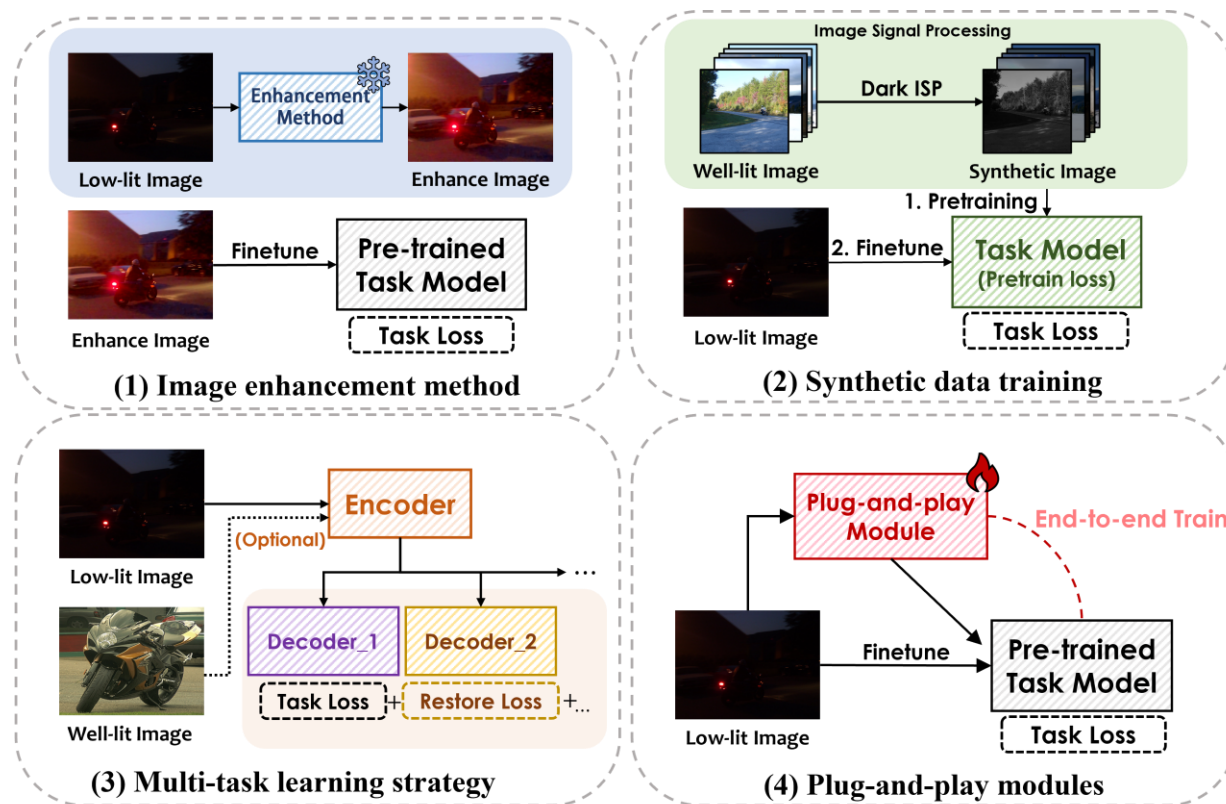 Low-lit Image
Enhancement
Method
Enhance Image
Enhance Image
Finetune
Pre-trained
Task Model
Task Loss
(1) Image enhancement method
Image Signal Processing
Well-lit Image
Dark ISP
Synthetic Image
1. Pretraining
Low-lit Image
2. Finetune
Task Model
(Pretrain loss)
Task Loss
(2) Synthetic data training
Low-lit Image
(Optional)
Well-lit Image
Encoder
...
Decoder_1
Decoder_2
Task Loss + Restore Loss +...
(3) Multi-task learning strategy
Plug-and-play
Module
End-to-end Train
Low-lit Image
Finetune
Pre-trained
Task Model
Task Loss
(4) Plug-and-play modules